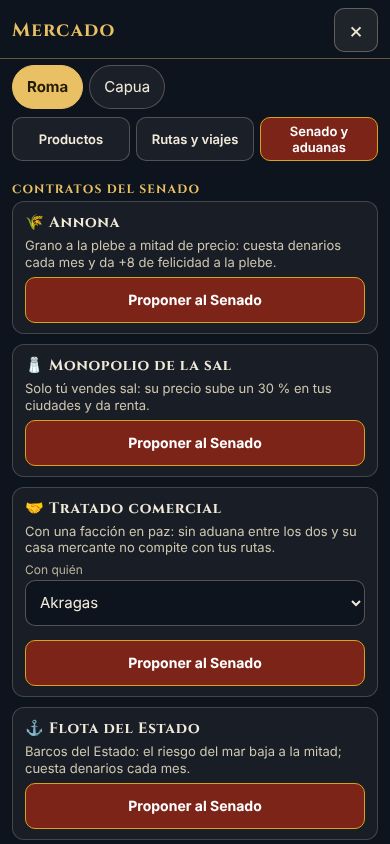 Mercado
×
Roma
Capua
Productos
Rutas y viajes
Senado y
aduanas
CONTRATOS DEL SENADO
🌾 Annona
Grano a la plebe a mitad de precio: cuesta denarios
cada mes y da +8 de felicidad a la plebe.
Proponer al Senado
🧂 Monopolio de la sal
Solo tú vendes sal: su precio sube un 30 % en tus
ciudades y da renta.
Proponer al Senado
🤝 Tratado comercial
Con una facción en paz: sin aduana entre los dos y su
casa mercante no compite con tus rutas.
Con quién
Akragas
Proponer al Senado
⚓ Flota del Estado
Barcos del Estado: el riesgo del mar baja a la mitad;
cuesta denarios cada mes.
Proponer al Senado